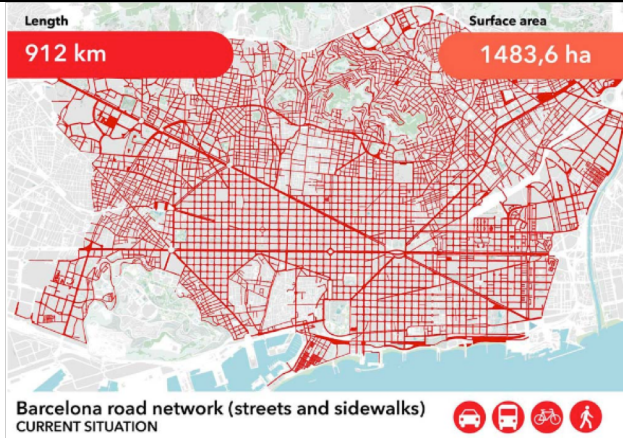 Length
Surface area
912 km
1483,6 ha
Barcelona road network (streets and sidewalks)
CURRENT SITUATION